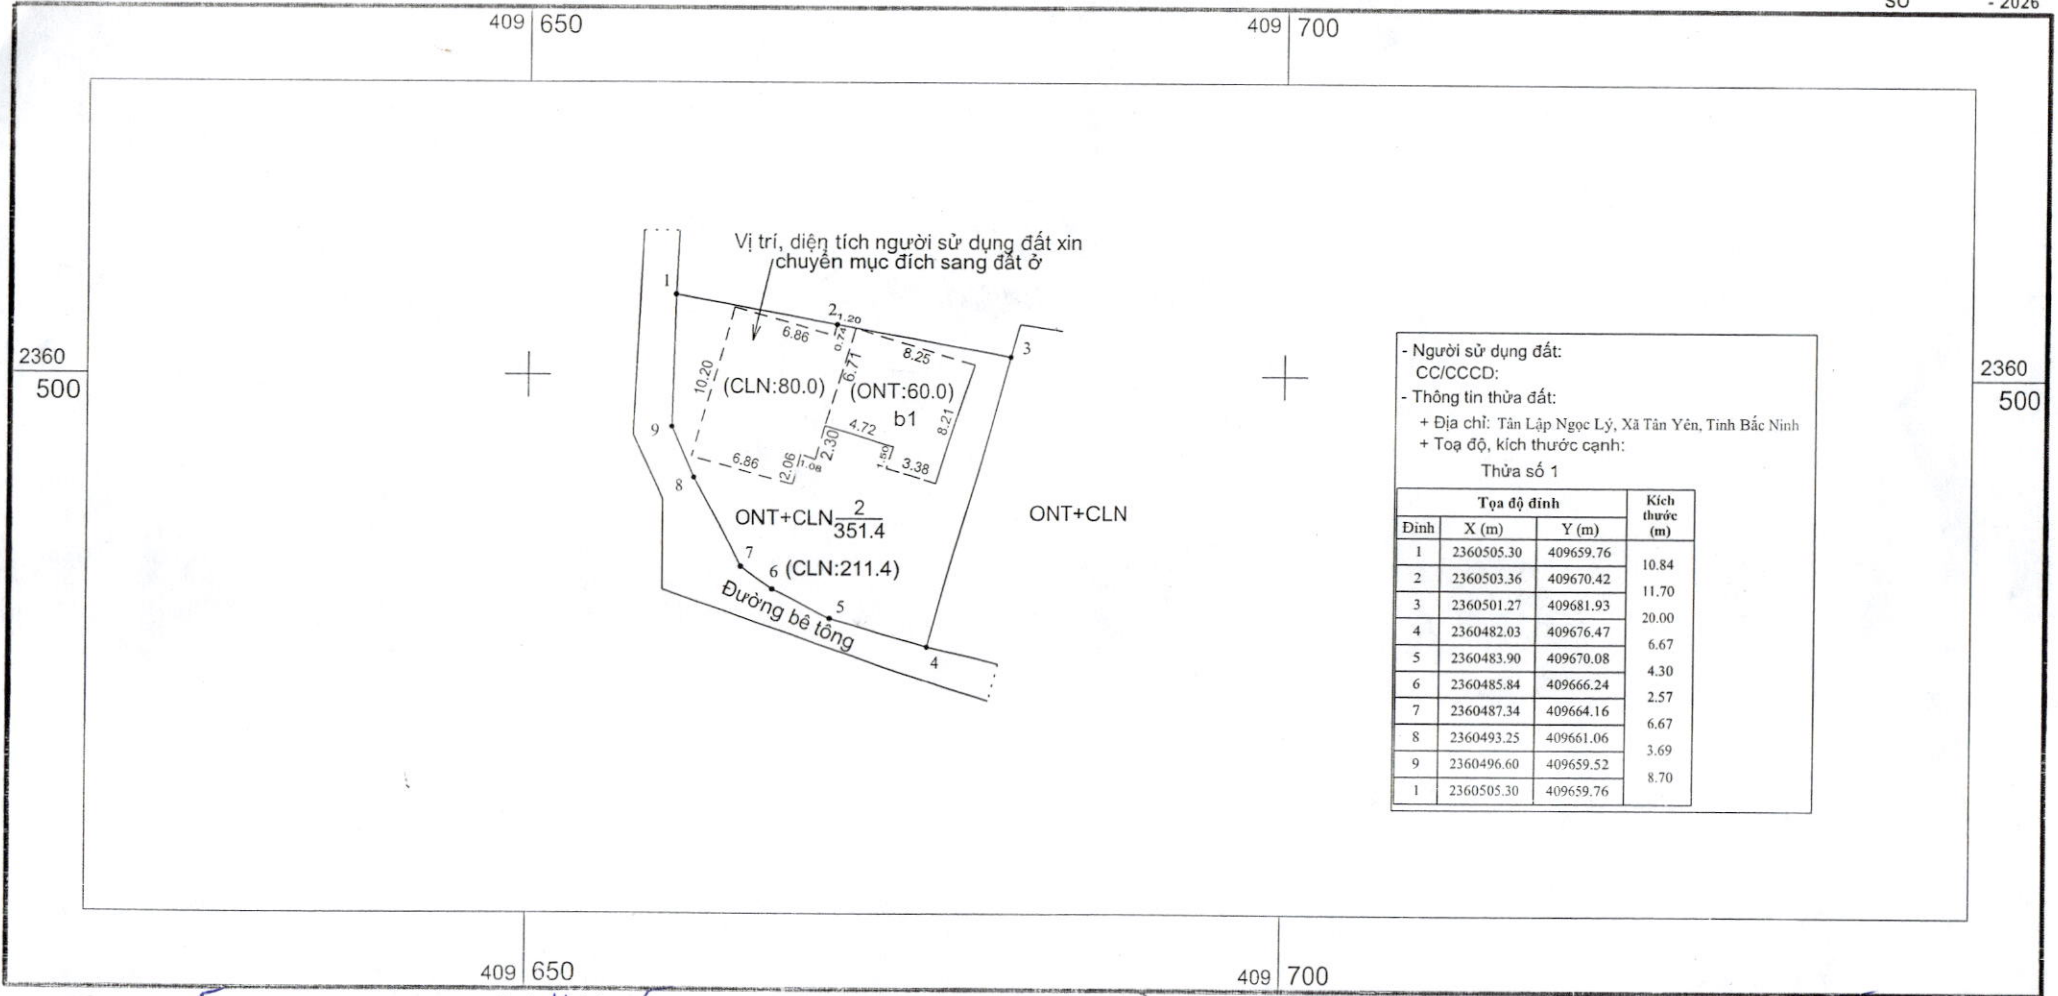 SỐ - 2026
409 650
409 700
2360
500
2360
500
Vị trí, diện tích người sử dụng đất xin
chuyển mục đích sang đất ở
1
2
1.20
3
6.86
0.74
8.25
10.20
6.71
(CLN:80.0)
(ONT:60.0)
b1
8.21
4.72
9
2.30
6.86
2.06
1.08
1.50
3.38
8
ONT+CLN 2
351.4
ONT+CLN
7
6
(CLN:211.4)
5
Đường bê tông
4
- Người sử dụng đất:
CC/CCCD:
- Thông tin thửa đất:
+ Địa chỉ: Tân Lập Ngọc Lý, Xã Tân Yên, Tỉnh Bắc Ninh
+ Toạ độ, kích thước cạnh:
Thửa số 1
Tọa độ đỉnh Kích thước (m)
Đỉnh X (m) Y (m)
1 2360505.30 409659.76
10.84
2 2360503.36 409670.42
11.70
3 2360501.27 409681.93
20.00
4 2360482.03 409676.47
6.67
5 2360483.90 409670.08
4.30
6 2360485.84 409666.24
2.57
7 2360487.34 409664.16
6.67
8 2360493.25 409661.06
3.69
9 2360496.60 409659.52
8.70
1 2360505.30 409659.76
409 650
409 700